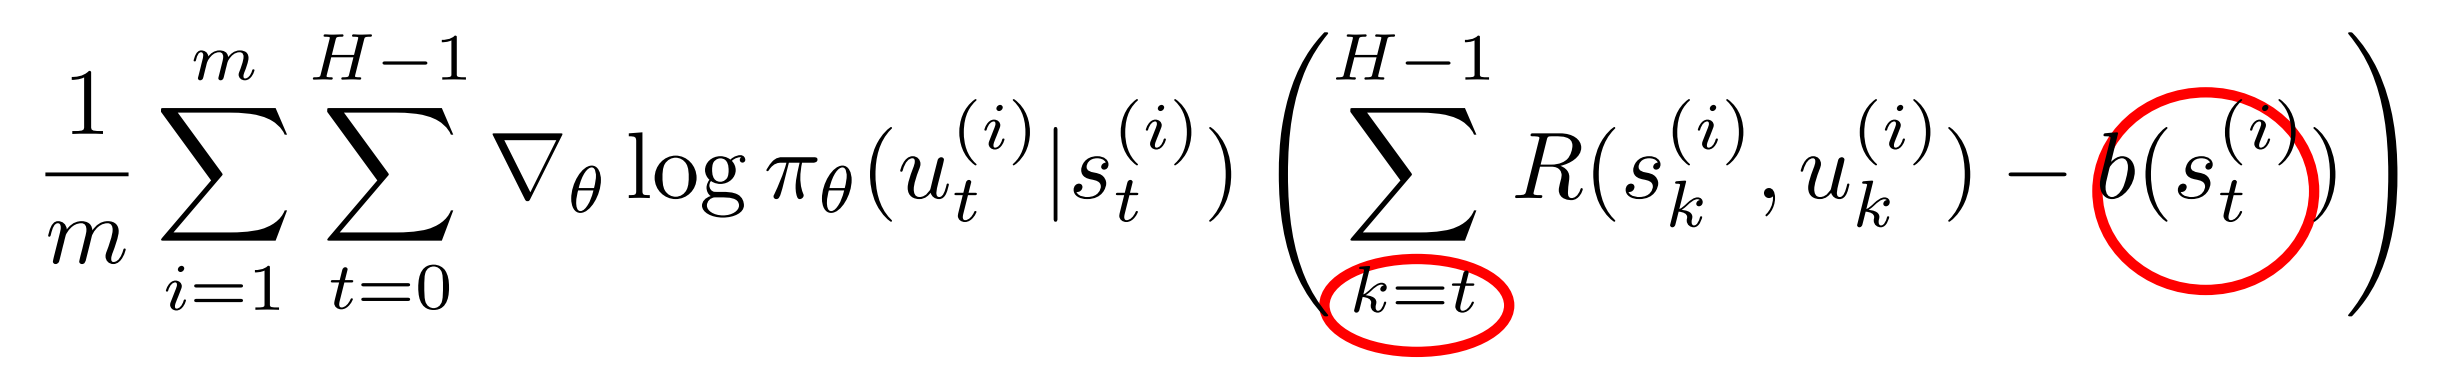 \frac{1}{m} \sum_{i=1}^{m} \sum_{t=0}^{H-1} \nabla_\theta \log \pi_\theta(u_t^{(i)}|s_t^{(i)}) \left( \sum_{k=t}^{H-1} R(s_k^{(i)}, u_k^{(i)}) - b(s_t^{(i)}) \right)